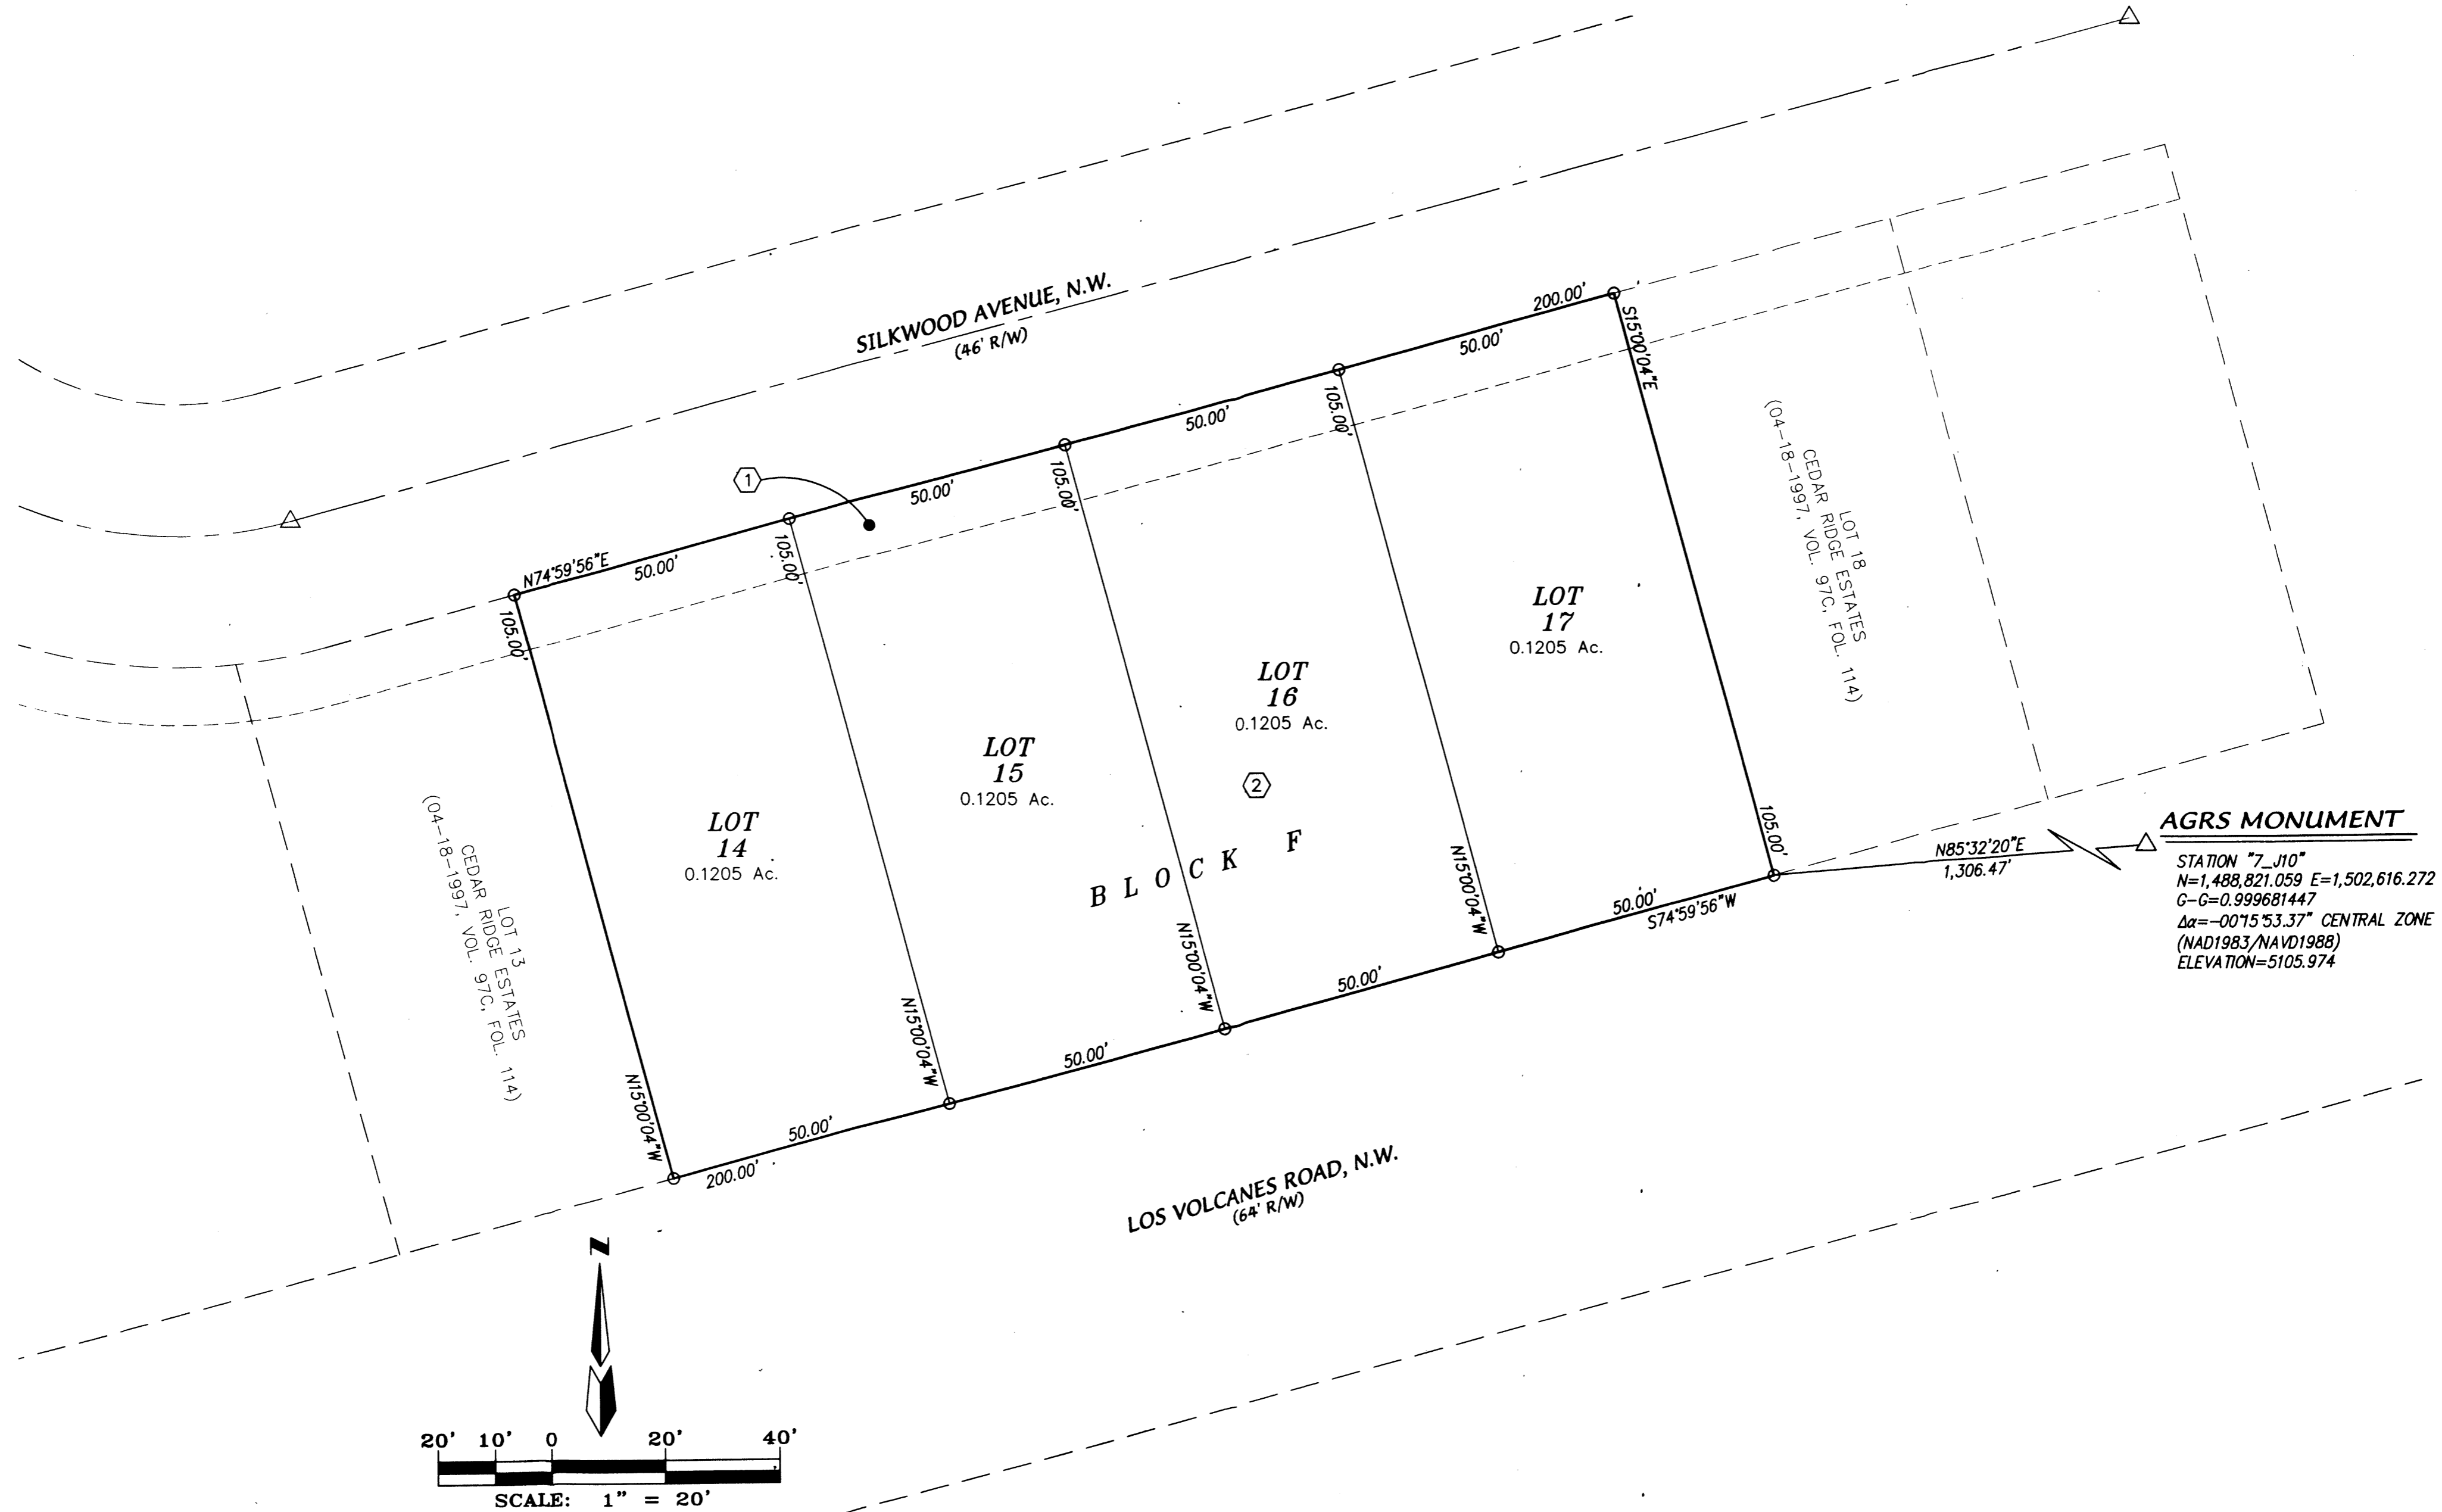 SILKWOOD AVENUE, N.W.
(46' R/W)
200.00'
50.00'
S15°00'04"E
50.00'
105.00'
1
50.00'
105.00'
N74°59'56"E
50.00'
105.00'
105.00'
LOT
17
0.1205 Ac.
LOT
16
0.1205 Ac.
2
LOT
15
0.1205 Ac.
LOT
14
0.1205 Ac.
BLOCK F
LOT 18
CEDAR RIDGE ESTATES
(04-18-1997, VOL. 97C, FOL. 114)
LOT 13
CEDAR RIDGE ESTATES
(04-18-1997, VOL. 97C, FOL. 114)
105.00'
N85°32'20"E
1,306.47'
AGRS MONUMENT
STATION "7_J10"
N=1,488,821.059 E=1,502,616.272
G-G=0.999681447
Δα=-00°15'53.37" CENTRAL ZONE
(NAD1983/NAVD1988)
ELEVATION=5105.974
N15°00'04"W
50.00'
S74°59'56"W
N15°00'04"W
50.00'
N15°00'04"W
50.00'
N15°00'04"W
50.00'
200.00'
LOS VOLCANES ROAD, N.W.
(64' R/W)
N
20' 10' 0 20' 40'
SCALE: 1" = 20'